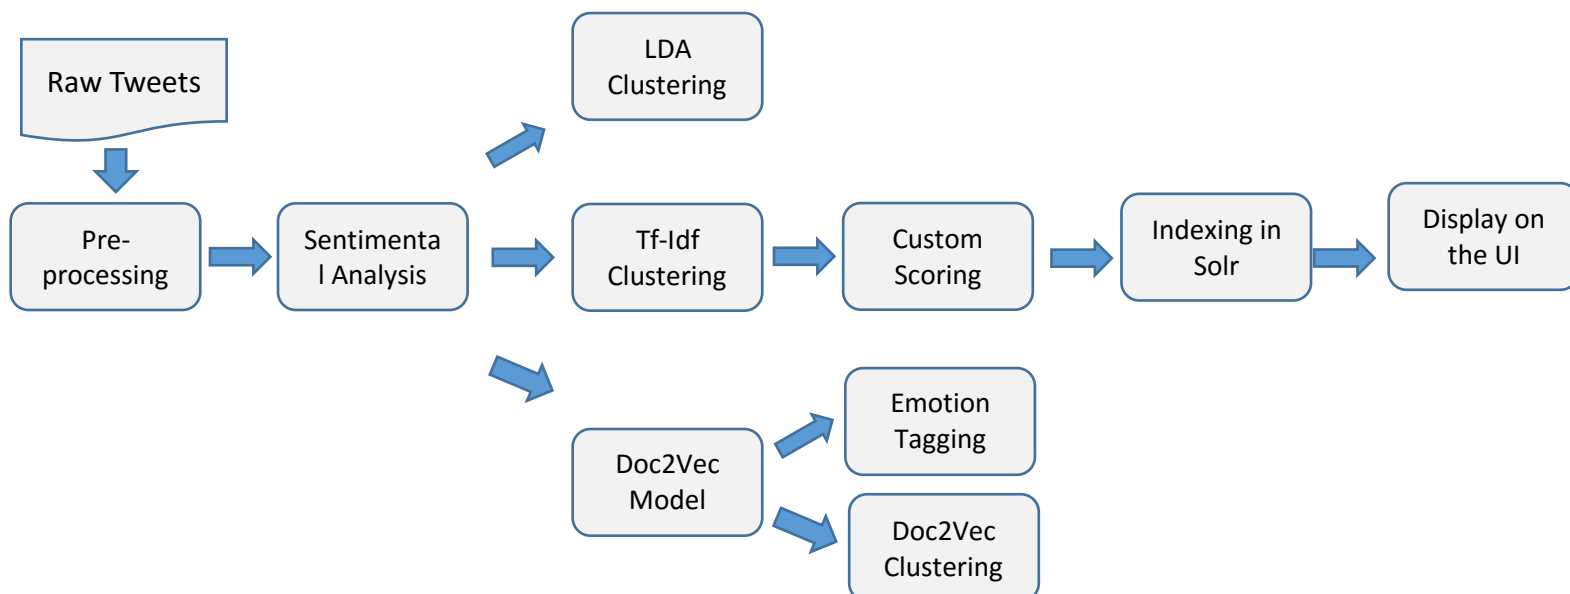 Raw Tweets
Pre-
processing
Sentimenta
l Analysis
LDA
Clustering
Tf-Idf
Clustering
Doc2Vec
Model
Custom
Scoring
Emotion
Tagging
Doc2Vec
Clustering
Indexing in
Solr
Display on
the UI